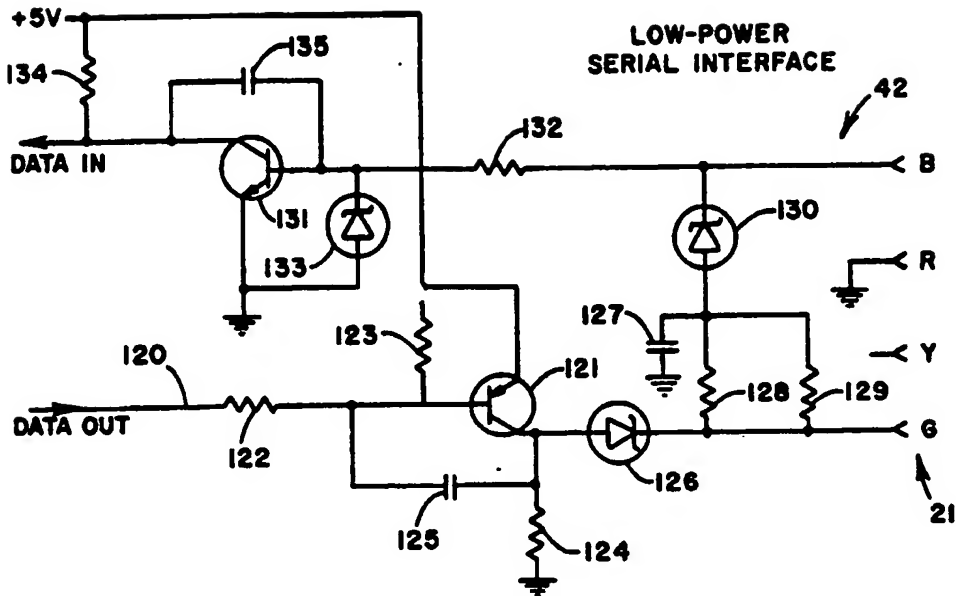 +5V
135
LOW-POWER
SERIAL INTERFACE
134
42
132
DATA IN
B
131
130
133
R
127
123
120
121
Y
128
129
DATA OUT
G
122
126
21
125
124